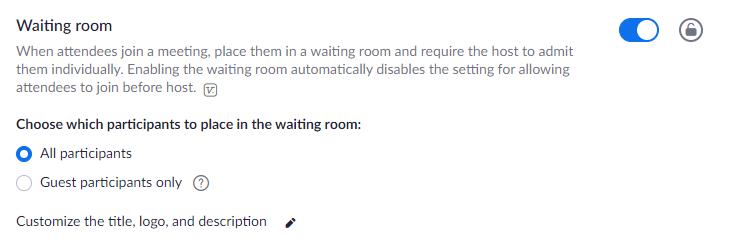 Waiting room
When attendees join a meeting, place them in a waiting room and require the host to admit
them individually. Enabling the waiting room automatically disables the setting for allowing
attendees to join before host.
Choose which participants to place in the waiting room:
All participants
Guest participants only ?
Customize the title, logo, and description